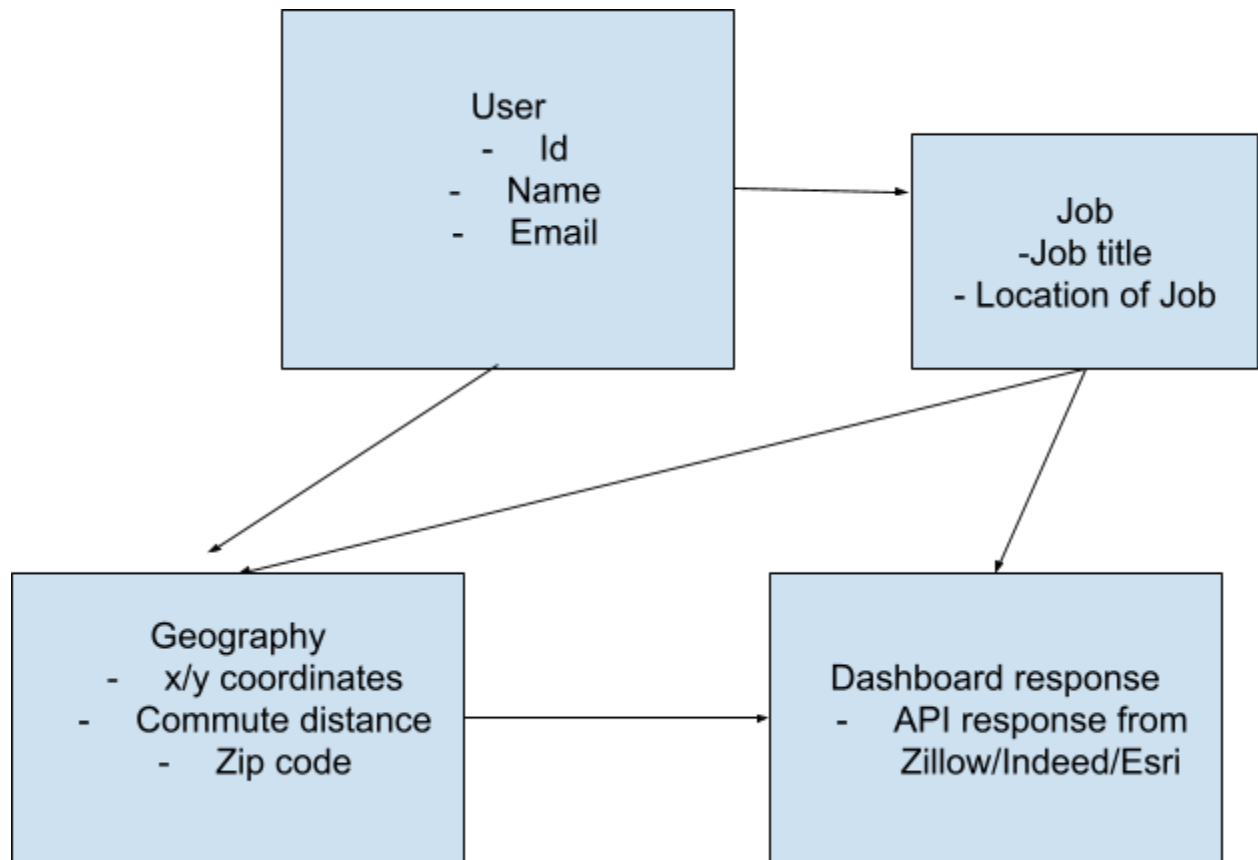 User
- Id
- Name
- Email
Job
-Job title
- Location of Job
Geography
- x/y coordinates
- Commute distance
- Zip code
Dashboard response
- API response from
Zillow/Indeed/Esri